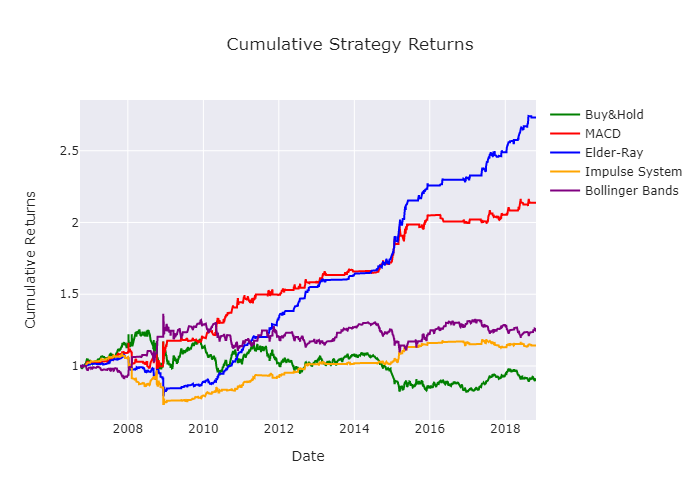 Cumulative Strategy Returns
Buy&Hold
MACD
Elder-Ray
Impulse System
Bollinger Bands
Cumulative Returns
2.5
2
1.5
1
2008
2010
2012
2014
2016
2018
Date